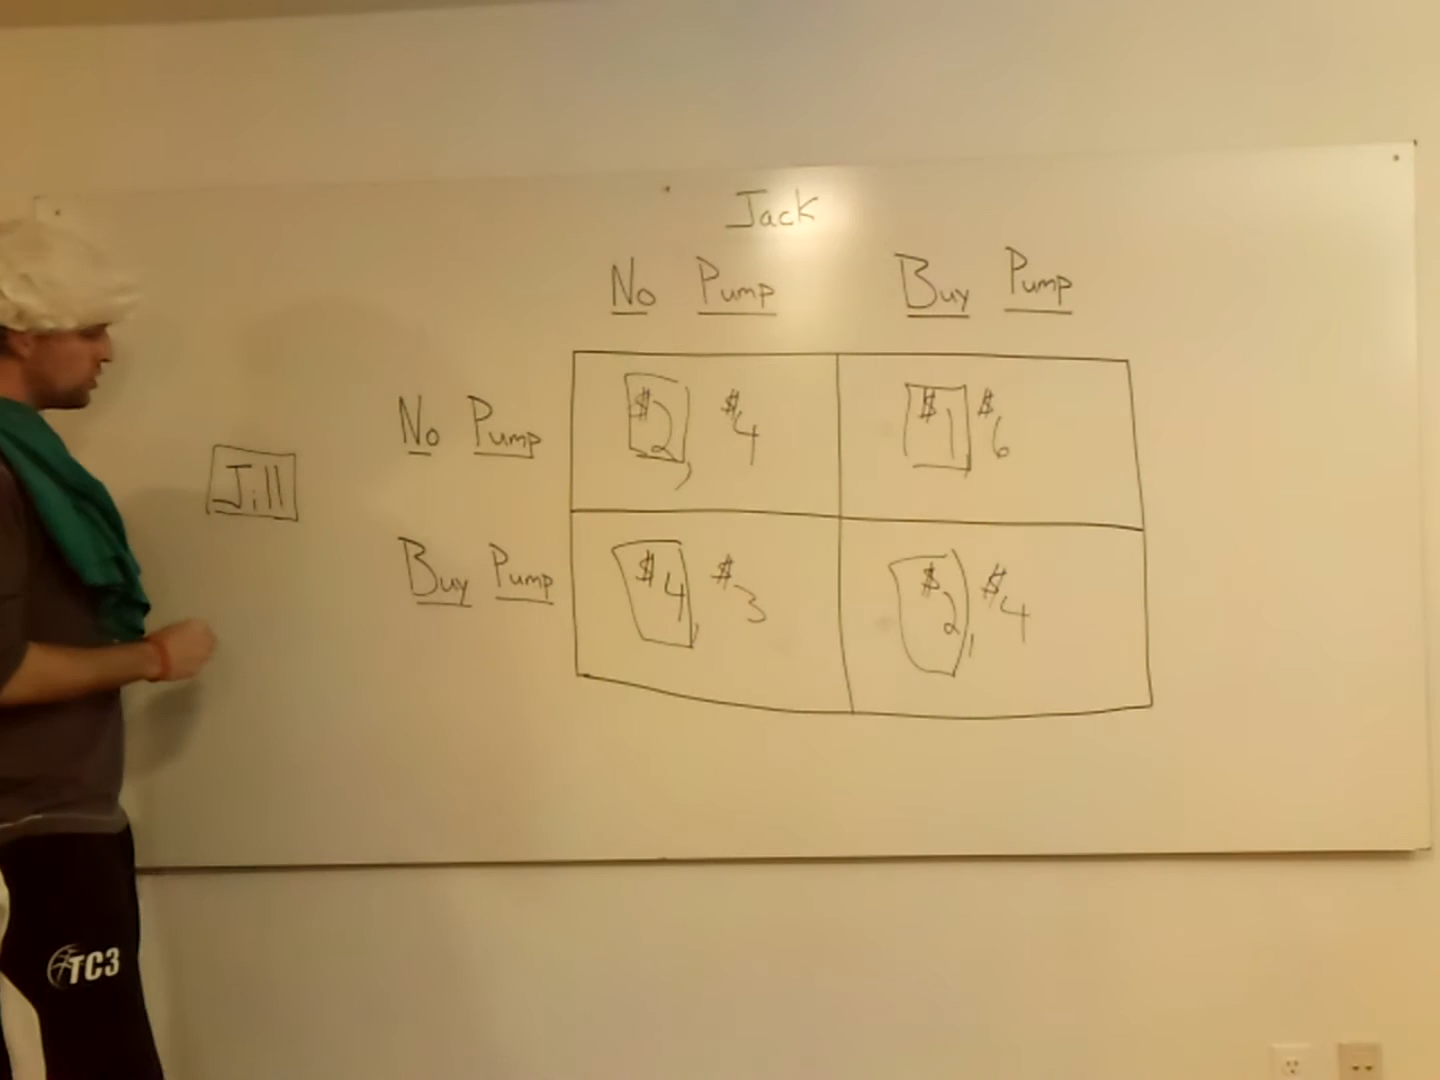 Jack
No Pump Buy Pump
No Pump $2, $4 $1 $6
Jill
Buy Pump $4, $3 $2, $4
TC3